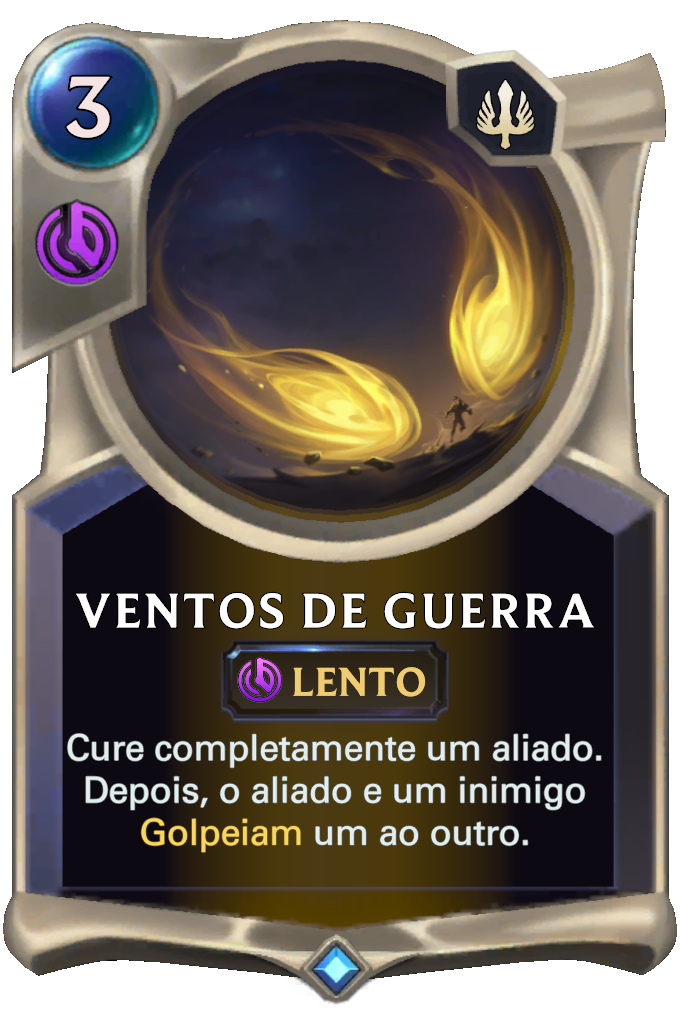 3
VENTOS DE GUERRA
LENTO
Cure completamente um aliado.
Depois, o aliado e um inimigo
Golpeiam um ao outro.